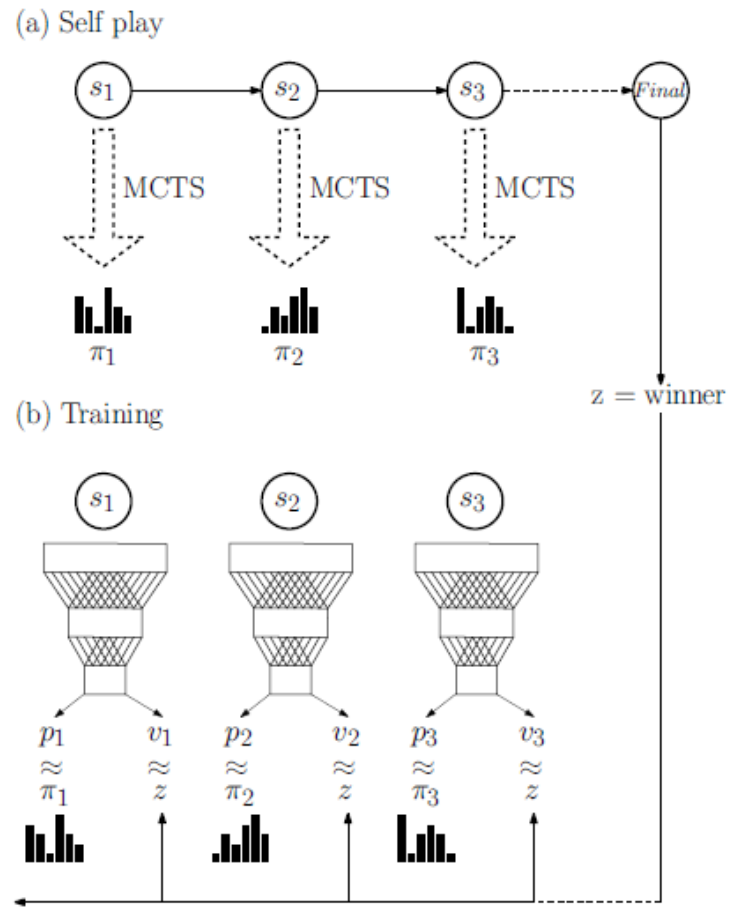 (a) Self play
s1 s2 s3 Final
MCTS MCTS MCTS
π1 π2 π3
z = winner
(b) Training
s1 s2 s3
p1 v1 p2 v2 p3 v3
≈ ≈ ≈ ≈ ≈ ≈
π1 z π2 z π3 z